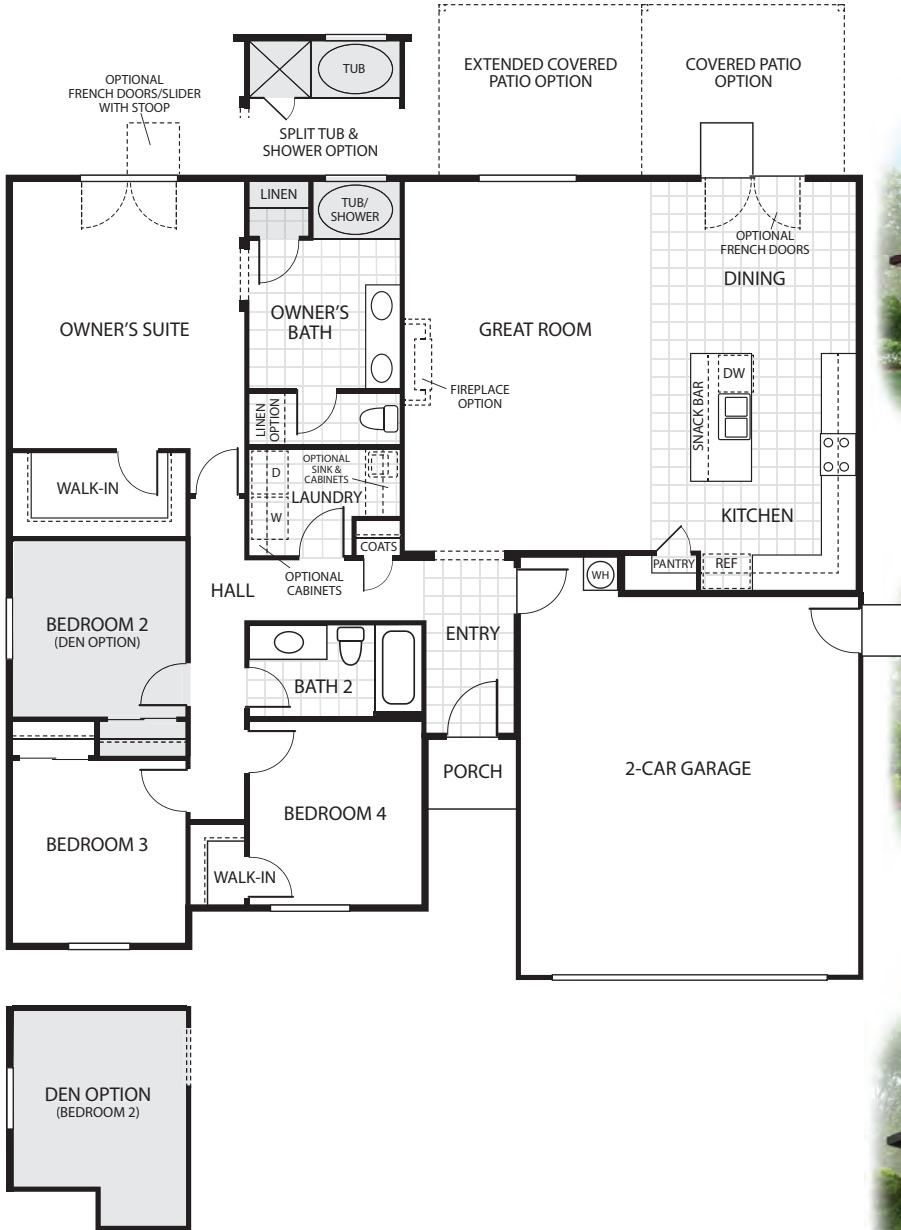 TUB
EXTENDED COVERED
PATIO OPTION
COVERED PATIO
OPTION
OPTIONAL
FRENCH DOORS/SLIDER
WITH STOOP
SPLIT TUB &
SHOWER OPTION
LINEN
TUB/
SHOWER
OPTIONAL
FRENCH DOORS
DINING
OWNER'S SUITE
OWNER'S
BATH
GREAT ROOM
FIREPLACE
OPTION
DW
SNACK BAR
LINEN
OPTION
WALK-IN
D
OPTIONAL
SINK &
CABINETS
LAUNDRY
W
KITCHEN
COATS
OPTIONAL
CABINETS
WH
PANTRY
REF
HALL
BEDROOM 2
(DEN OPTION)
ENTRY
BATH 2
PORCH
2-CAR GARAGE
BEDROOM 3
BEDROOM 4
WALK-IN
DEN OPTION
(BEDROOM 2)